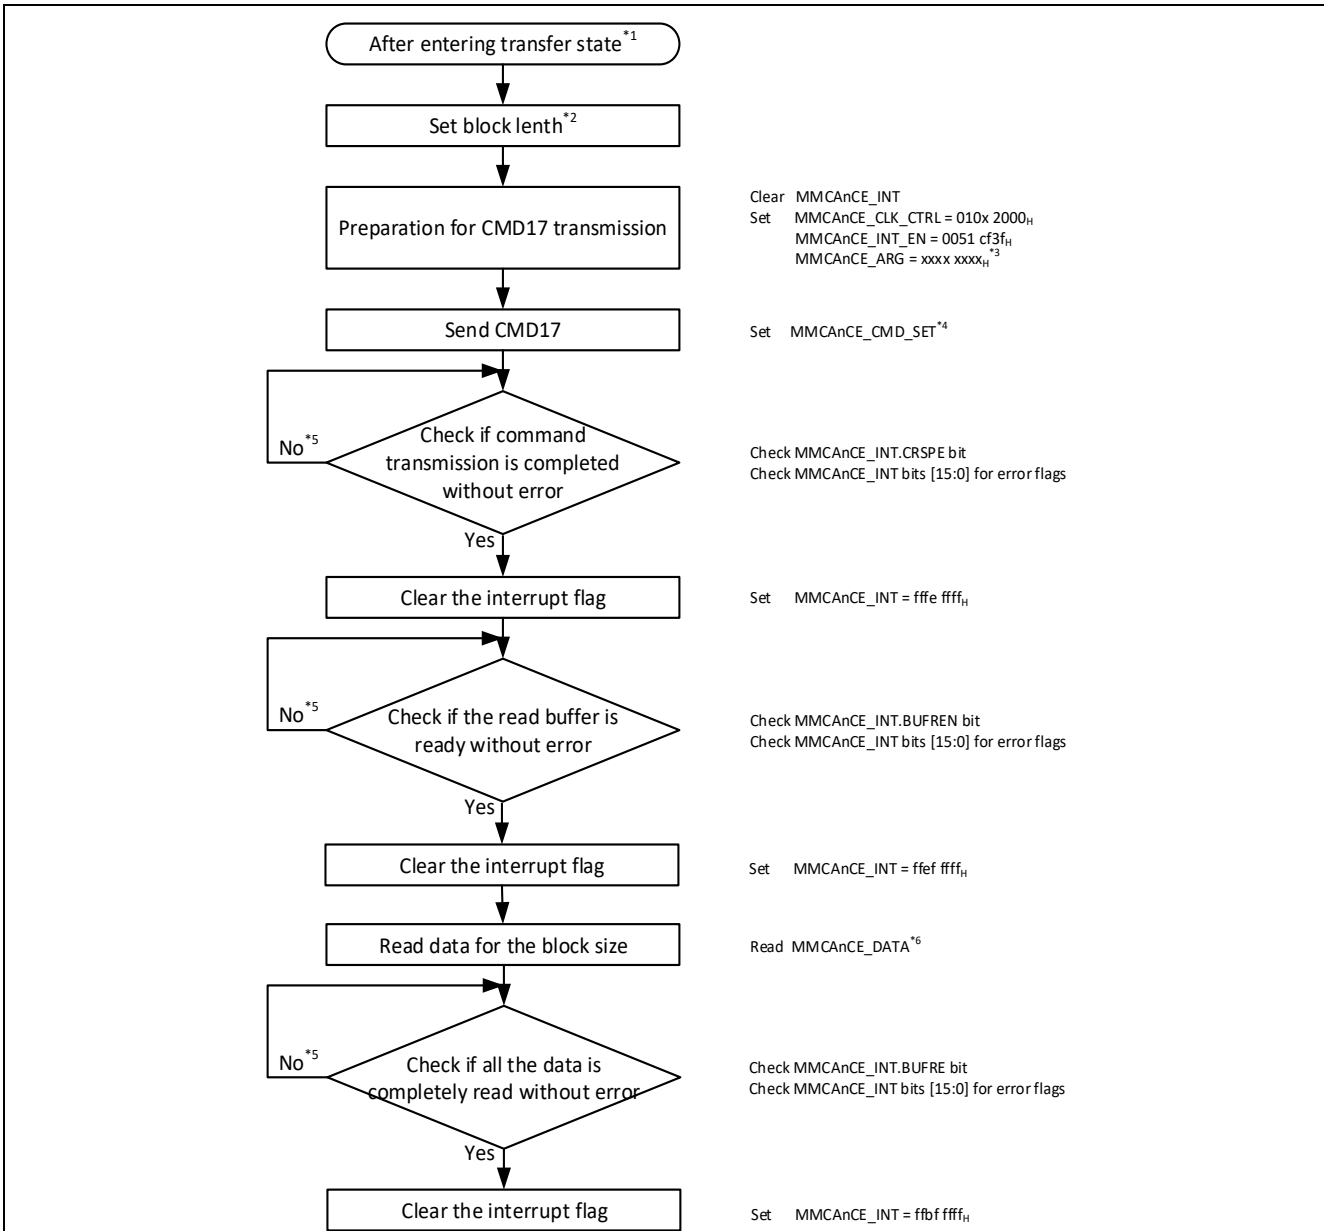 After entering transfer state*1
Set block lenth*2
Preparation for CMD17 transmission
Clear MMCAnCE_INT
Set MMCAnCE_CLK_CTRL = 010x 2000H
MMCAnCE_INT_EN = 0051 cf3fH
MMCAnCE_ARG = xxxx xxxxH*3
Send CMD17
Set MMCAnCE_CMD_SET*4
No*5
Check if command
transmission is completed
without error
Check MMCAnCE_INT.CRSPE bit
Check MMCAnCE_INT bits [15:0] for error flags
Yes
Clear the interrupt flag
Set MMCAnCE_INT = fffe ffffH
No*5
Check if the read buffer is
ready without error
Check MMCAnCE_INT.BUFREN bit
Check MMCAnCE_INT bits [15:0] for error flags
Yes
Clear the interrupt flag
Set MMCAnCE_INT = ffef ffffH
Read data for the block size
Read MMCAnCE_DATA*6
No*5
Check if all the data is
completely read without error
Check MMCAnCE_INT.BUFRE bit
Check MMCAnCE_INT bits [15:0] for error flags
Yes
Clear the interrupt flag
Set MMCAnCE_INT = ffbf ffffH